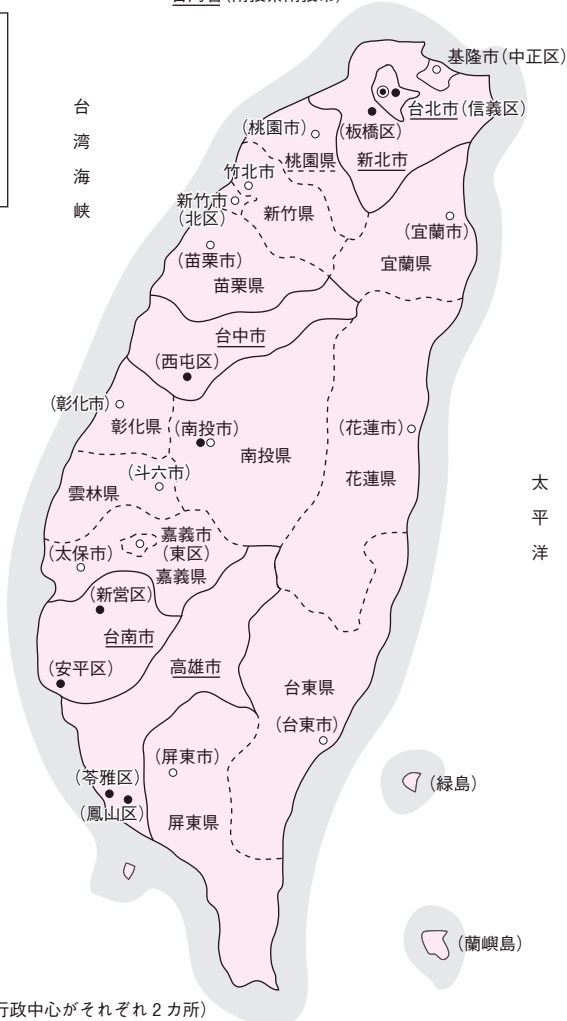 基隆市(中正区)
台湾海峡
台北市(信義区)
(板橋区)
新北市
(桃園市)
桃園県
竹北市
新竹市
(北区)
新竹県
(宜蘭市)
宜蘭県
(苗栗市)
苗栗県
台中市
(西屯区)
(彰化市)
彰化県
(南投市)
南投県
(花蓮市)
花蓮県
(斗六市)
雲林県
太平洋
嘉義市
(東区)
(太保市)
嘉義県
(新営区)
台南市
(安平区)
高雄市
台東県
(台東市)
(屏東市)
屏東県
(苓雅区)
(鳳山区)
(緑島)
(蘭嶼島)
行政中心がそれぞれ2カ所)